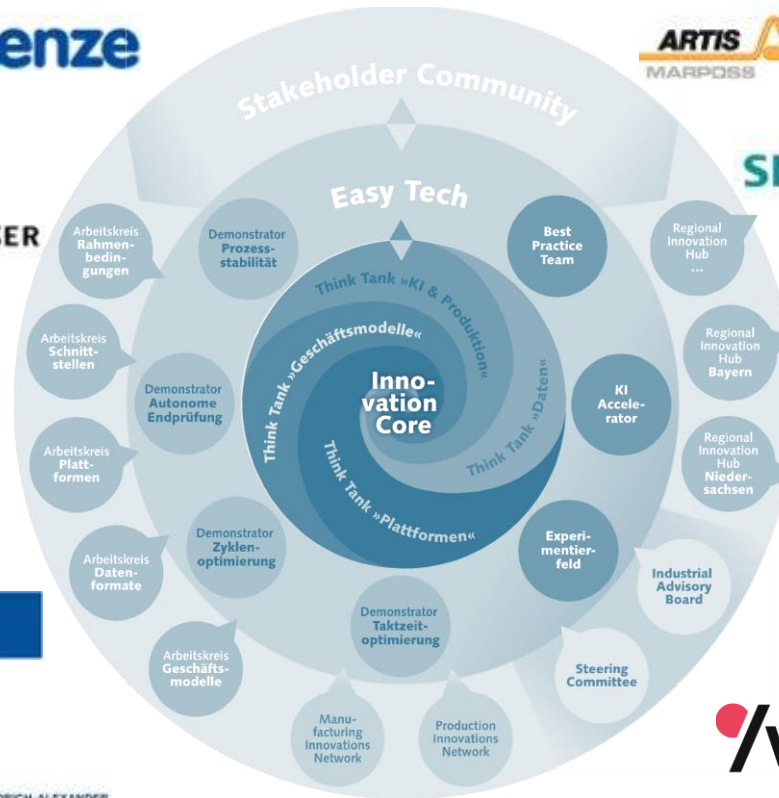 enze
ARTIS
MARPOSS
Stakeholder Community
Easy Tech
SER
Arbeitskreis
Rahmen-
bedin-
gungen
Demonstrator
Prozess-
stabilität
Best
Practice
Team
Regional
Innovation
Hub
...
Think Tank »KI & Produktion«
Think Tank »Geschäftsmodelle«
Think Tank »Daten«
Think Tank »Plattformen«
Inno-
vation
Core
Arbeitskreis
Schnitt-
stellen
Demonstrator
Autonome
Endprüfung
KI
Accele-
rator
Regional
Innovation
Hub
Bayern
Arbeitskreis
Platt-
formen
Regional
Innovation
Hub
Nieder-
sachsen
Arbeitskreis
Daten-
formate
Demonstrator
Zyklen-
optimierung
Experi-
mentier-
feld
Industrial
Advisory
Board
Arbeitskreis
Geschäfts-
modelle
Demonstrator
Taktzeit-
optimierung
Steering
Committee
Manu-
facturing
Innovations
Network
Production
Innovations
Network